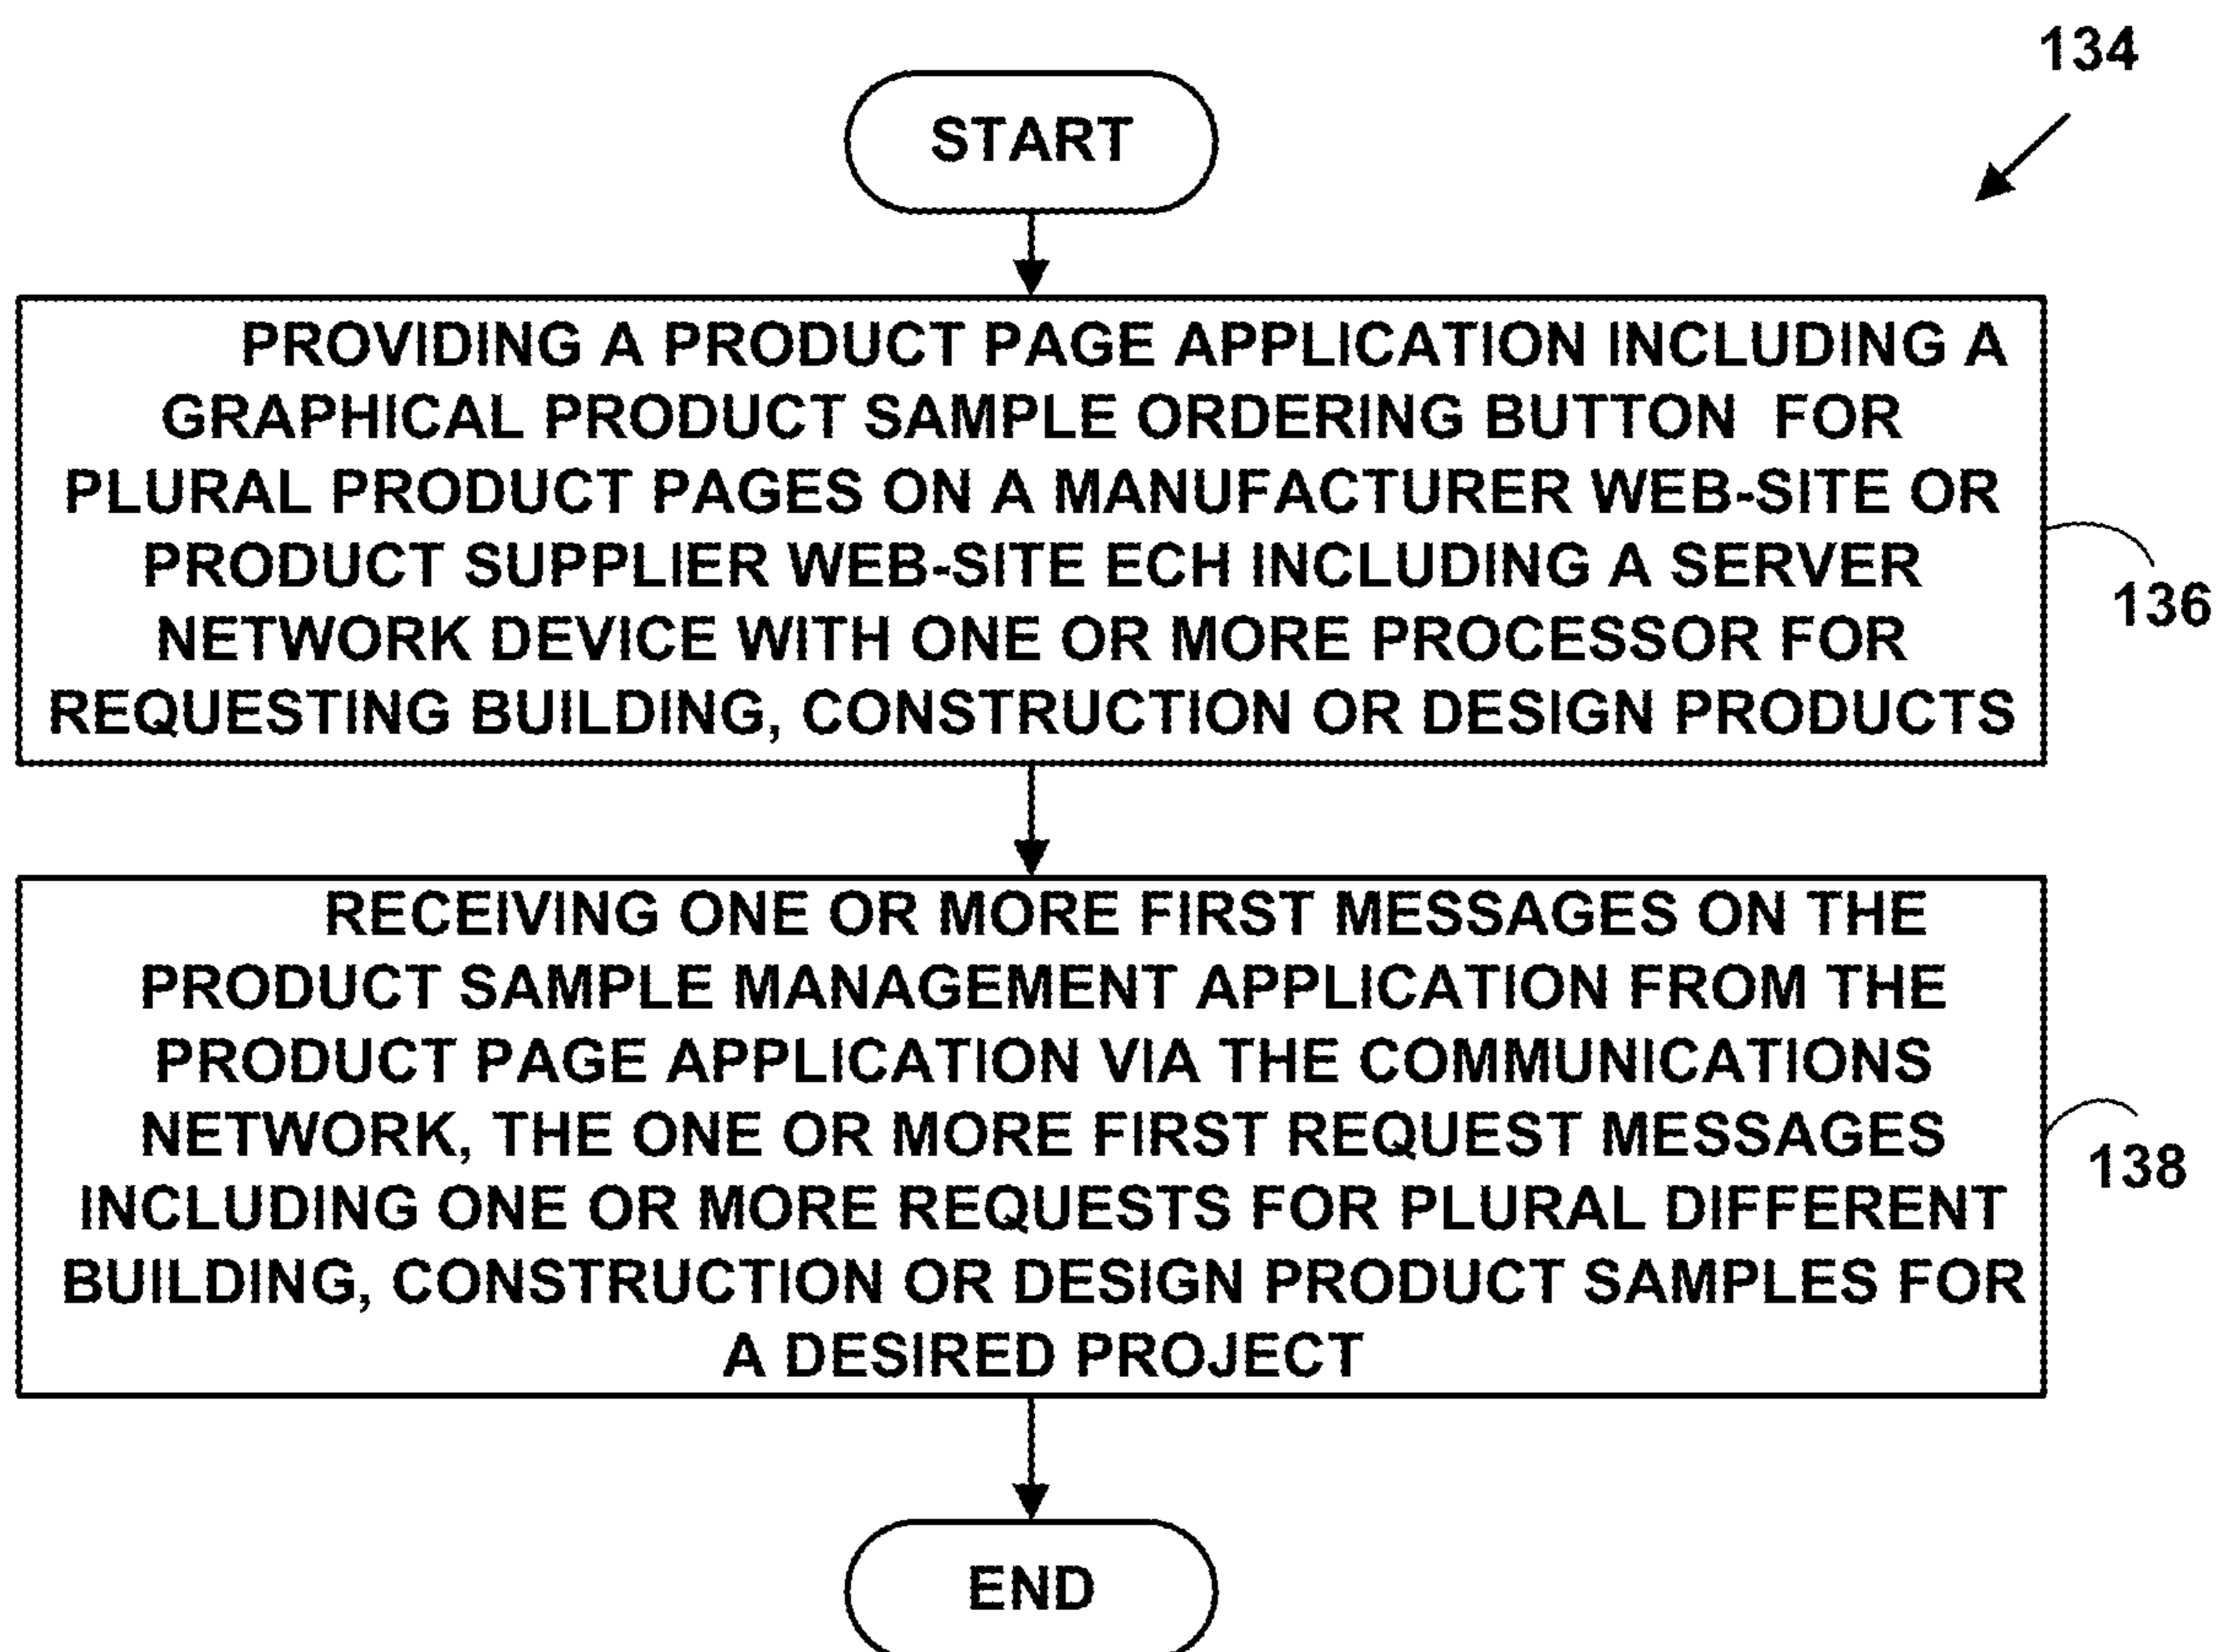 134
START
PROVIDING A PRODUCT PAGE APPLICATION INCLUDING A
GRAPHICAL PRODUCT SAMPLE ORDERING BUTTON FOR
PLURAL PRODUCT PAGES ON A MANUFACTURER WEB-SITE OR
PRODUCT SUPPLIER WEB-SITE ECH INCLUDING A SERVER
NETWORK DEVICE WITH ONE OR MORE PROCESSOR FOR
REQUESTING BUILDING, CONSTRUCTION OR DESIGN PRODUCTS
136
RECEIVING ONE OR MORE FIRST MESSAGES ON THE
PRODUCT SAMPLE MANAGEMENT APPLICATION FROM THE
PRODUCT PAGE APPLICATION VIA THE COMMUNICATIONS
NETWORK, THE ONE OR MORE FIRST REQUEST MESSAGES
INCLUDING ONE OR MORE REQUESTS FOR PLURAL DIFFERENT
BUILDING, CONSTRUCTION OR DESIGN PRODUCT SAMPLES FOR
A DESIRED PROJECT
138
END